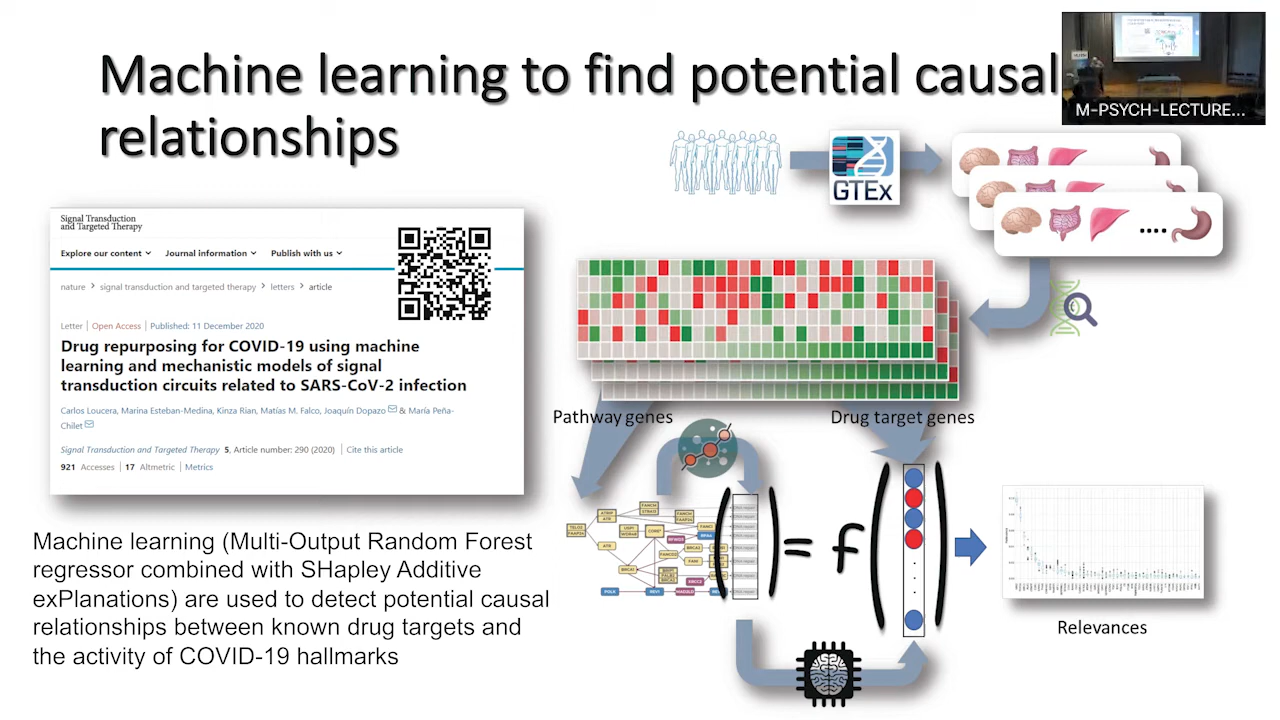 Machine learning to find potential causal
relationships
M-PSYCH-LECTURE...
GTEx
Signal Transduction
and Targeted Therapy
Explore our content
Journal information
Publish with us
nature > signal transduction and targeted therapy > letters > article
Letter | Open Access | Published: 11 December 2020
Drug repurposing for COVID-19 using machine
learning and mechanistic models of signal
transduction circuits related to SARS-CoV-2 infection
Carlos Loucera, Marina Esteban-Medina, Kinza Rian, Matías M. Falco, Joaquín Dopazo & María Peña-
Chilet
Signal Transduction and Targeted Therapy 5, Article number: 290 (2020) | Cite this article
921 Accesses | 17 Altmetric | Metrics
Machine learning (Multi-Output Random Forest
regressor combined with SHapley Additive
exPlanations) are used to detect potential causal
relationships between known drug targets and
the activity of COVID-19 hallmarks
Pathway genes
Drug target genes
= f
Relevances